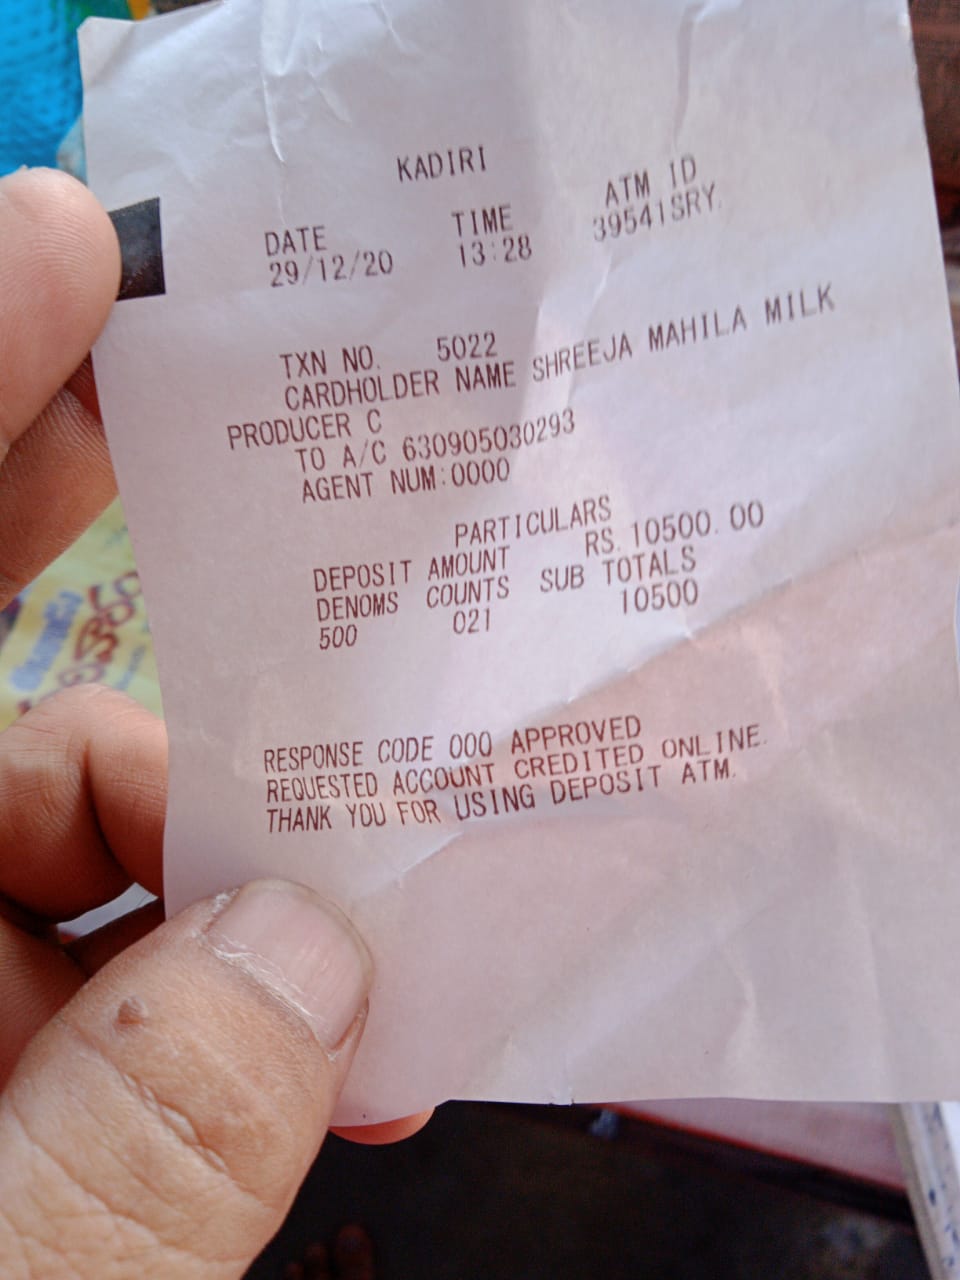 KADIRI
DATE TIME ATM ID
29/12/20 13:28 39541SRY.
TXN NO. 5022
CARDHOLDER NAME SHREEJA MAHILA MILK
PRODUCER C
TO A/C 630905030293
AGENT NUM:0000
PARTICULARS
DEPOSIT AMOUNT RS. 10500.00
DENOMS COUNTS SUB TOTALS
500 021 10500
RESPONSE CODE 000 APPROVED
REQUESTED ACCOUNT CREDITED ONLINE.
THANK YOU FOR USING DEPOSIT ATM.